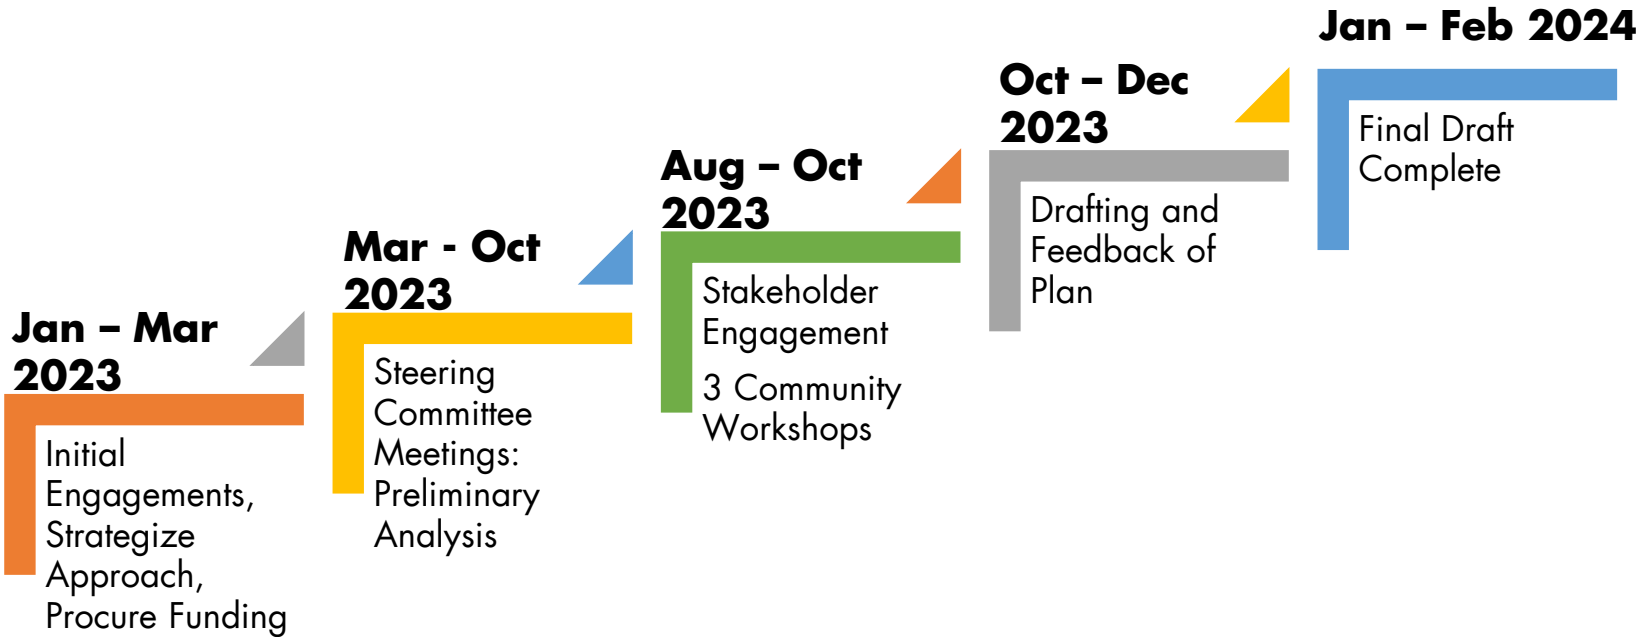 Jan – Mar
2023
Initial
Engagements,
Strategize
Approach,
Procure Funding
Mar - Oct
2023
Steering
Committee
Meetings:
Preliminary
Analysis
Aug – Oct
2023
Stakeholder
Engagement
3 Community
Workshops
Oct – Dec
2023
Drafting and
Feedback of
Plan
Jan – Feb 2024
Final Draft
Complete